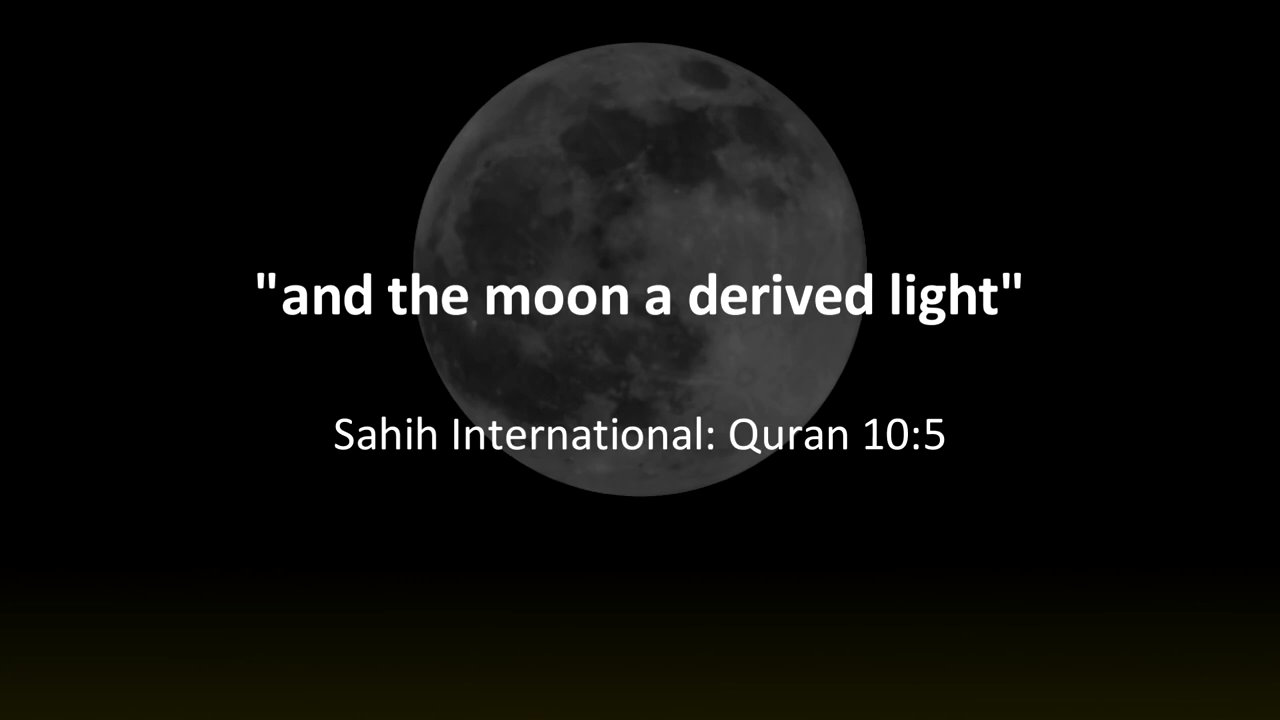 "and the moon a derived light"
Sahih International: Quran 10:5